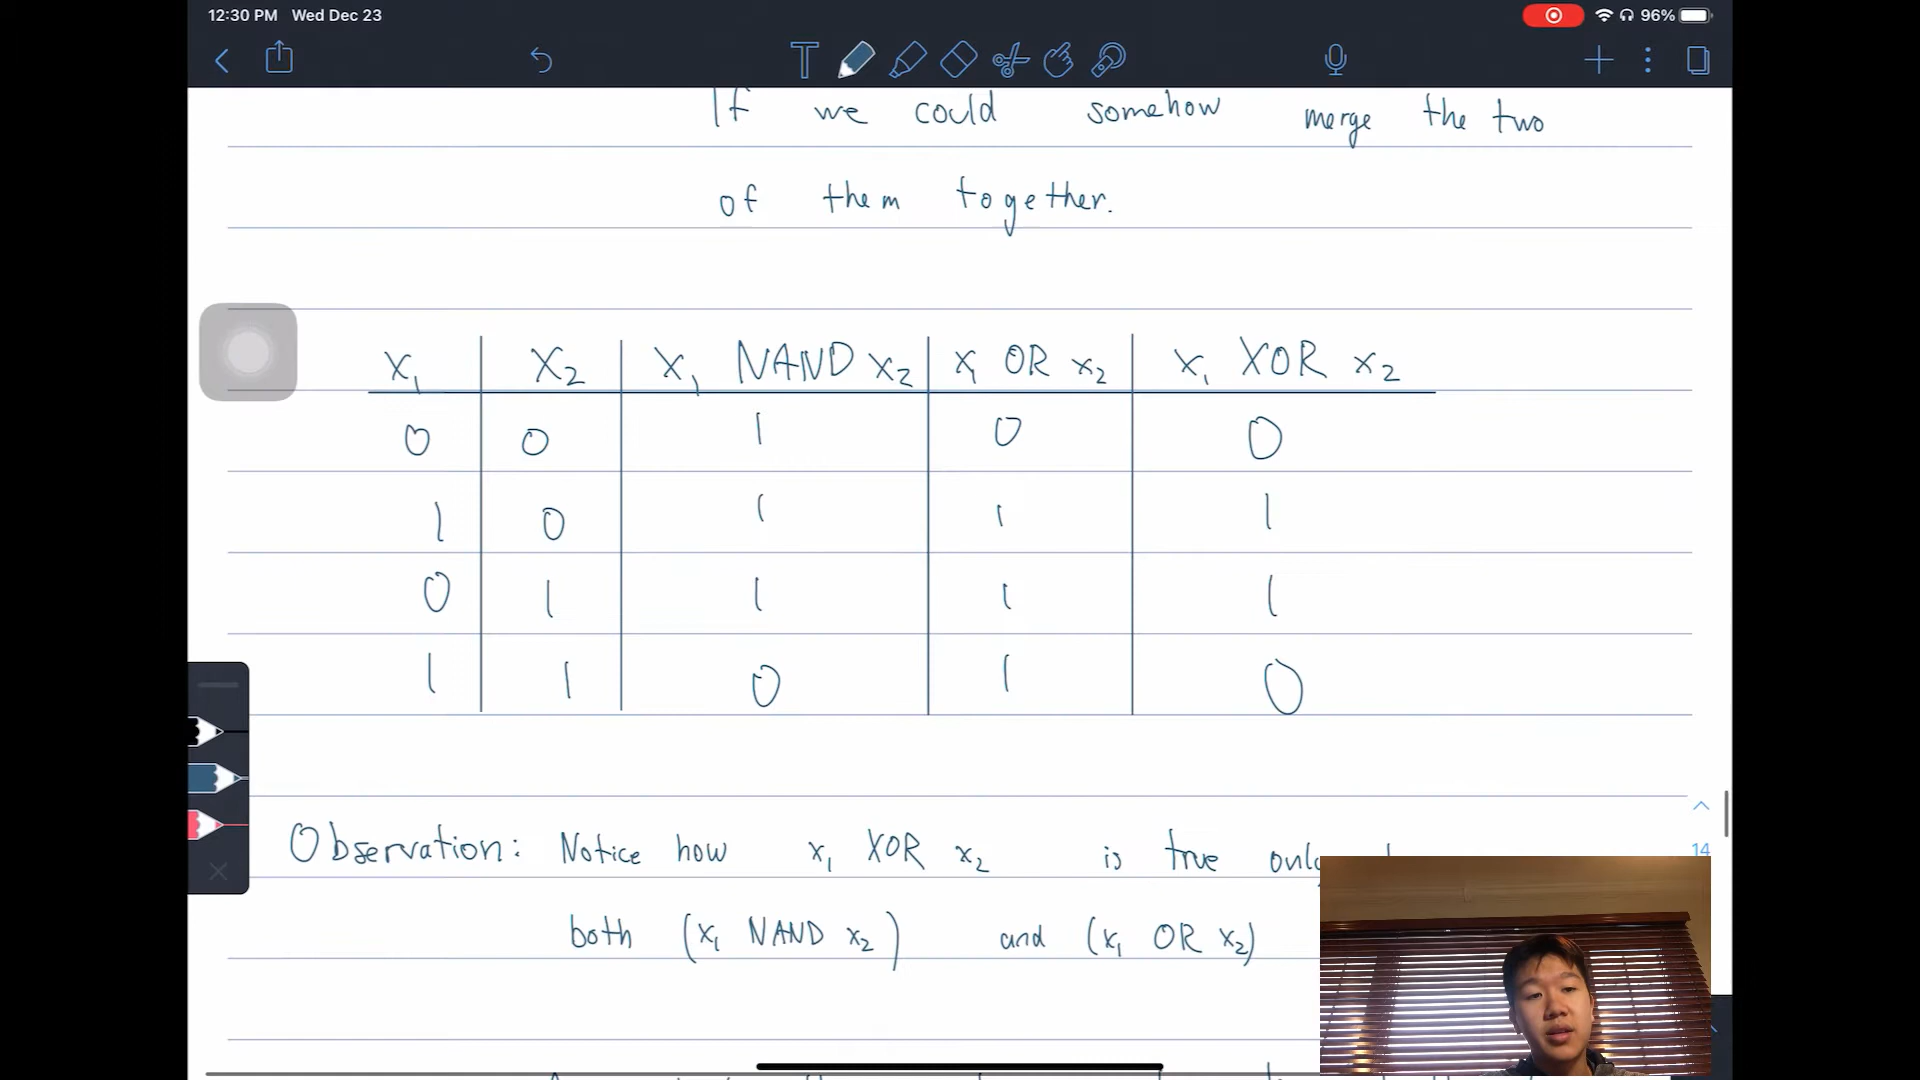 12:30 PM Wed Dec 23
96%
If we could somehow merge the two
of them together.
x₁ x₂ x₁ NAND x₂ x₁ OR x₂ x₁ XOR x₂
0 0 1 0 0
1 0 1 1 1
0 1 1 1 1
1 1 0 1 0
Observation: Notice how x₁ XOR x₂ is true only
14
both (x₁ NAND x₂) and (x₁ OR x₂)